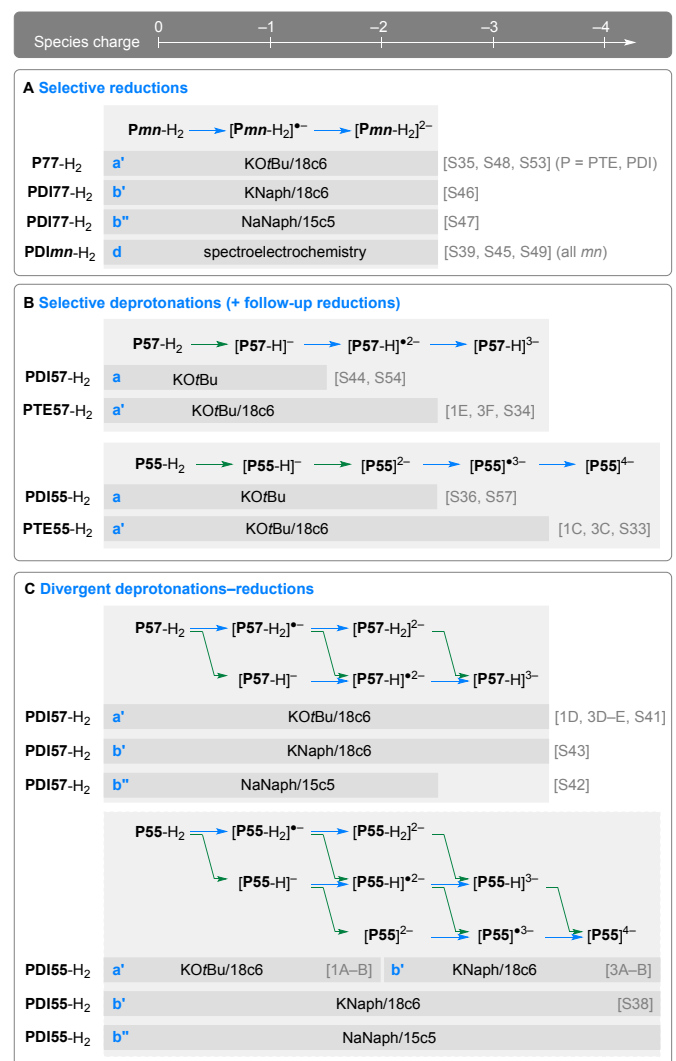 0 –1 –2 –3 –4
Species charge
A Selective reductions
Pmn-H₂ [Pmn-H₂]•– [Pmn-H₂]²–
P77-H₂ a' KOtBu/18c6 [S35, S48, S53] (P = PTE, PDI)
PDI77-H₂ b' KNaph/18c6 [S46]
PDI77-H₂ b" NaNaph/15c5 [S47]
PDImn-H₂ d spectroelectrochemistry [S39, S45, S49] (all mn)
B Selective deprotonations (+ follow-up reductions)
P57-H₂ [P57-H]– [P57-H]•2– [P57-H]³–
PDI57-H₂ a KOtBu [S44, S54]
PTE57-H₂ a' KOtBu/18c6 [1E, 3F, S34]
P55-H₂ [P55-H]– [P55]²– [P55]•3– [P55]⁴–
PDI55-H₂ a KOtBu [S36, S57]
PTE55-H₂ a' KOtBu/18c6 [1C, 3C, S33]
C Divergent deprotonations–reductions
P57-H₂ [P57-H₂]•– [P57-H₂]²–
[P57-H]– [P57-H]•2– [P57-H]³–
PDI57-H₂ a' KOtBu/18c6 [1D, 3D–E, S41]
PDI57-H₂ b' KNaph/18c6 [S43]
PDI57-H₂ b" NaNaph/15c5 [S42]
P55-H₂ [P55-H₂]•– [P55-H₂]²–
[P55-H]– [P55-H]•2– [P55-H]³–
[P55]²– [P55]•3– [P55]⁴–
PDI55-H₂ a' KOtBu/18c6 [1A–B] b' KNaph/18c6 [3A–B]
PDI55-H₂ b' KNaph/18c6 [S38]
PDI55-H₂ b" NaNaph/15c5